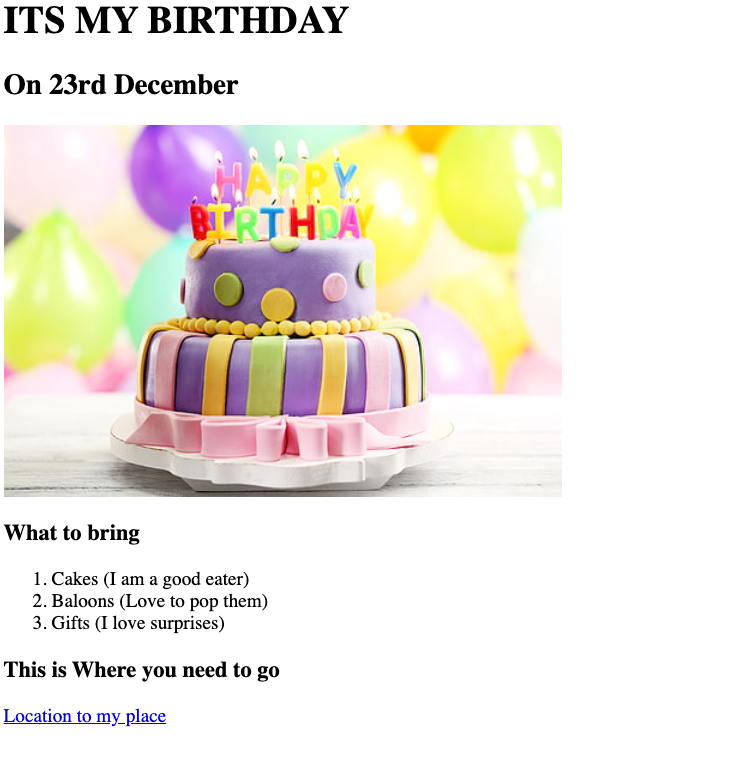 ITS MY BIRTHDAY
On 23rd December
HAPPY
BIRTHDAY
What to bring
1. Cakes (I am a good eater)
2. Baloons (Love to pop them)
3. Gifts (I love surprises)
This is Where you need to go
Location to my place